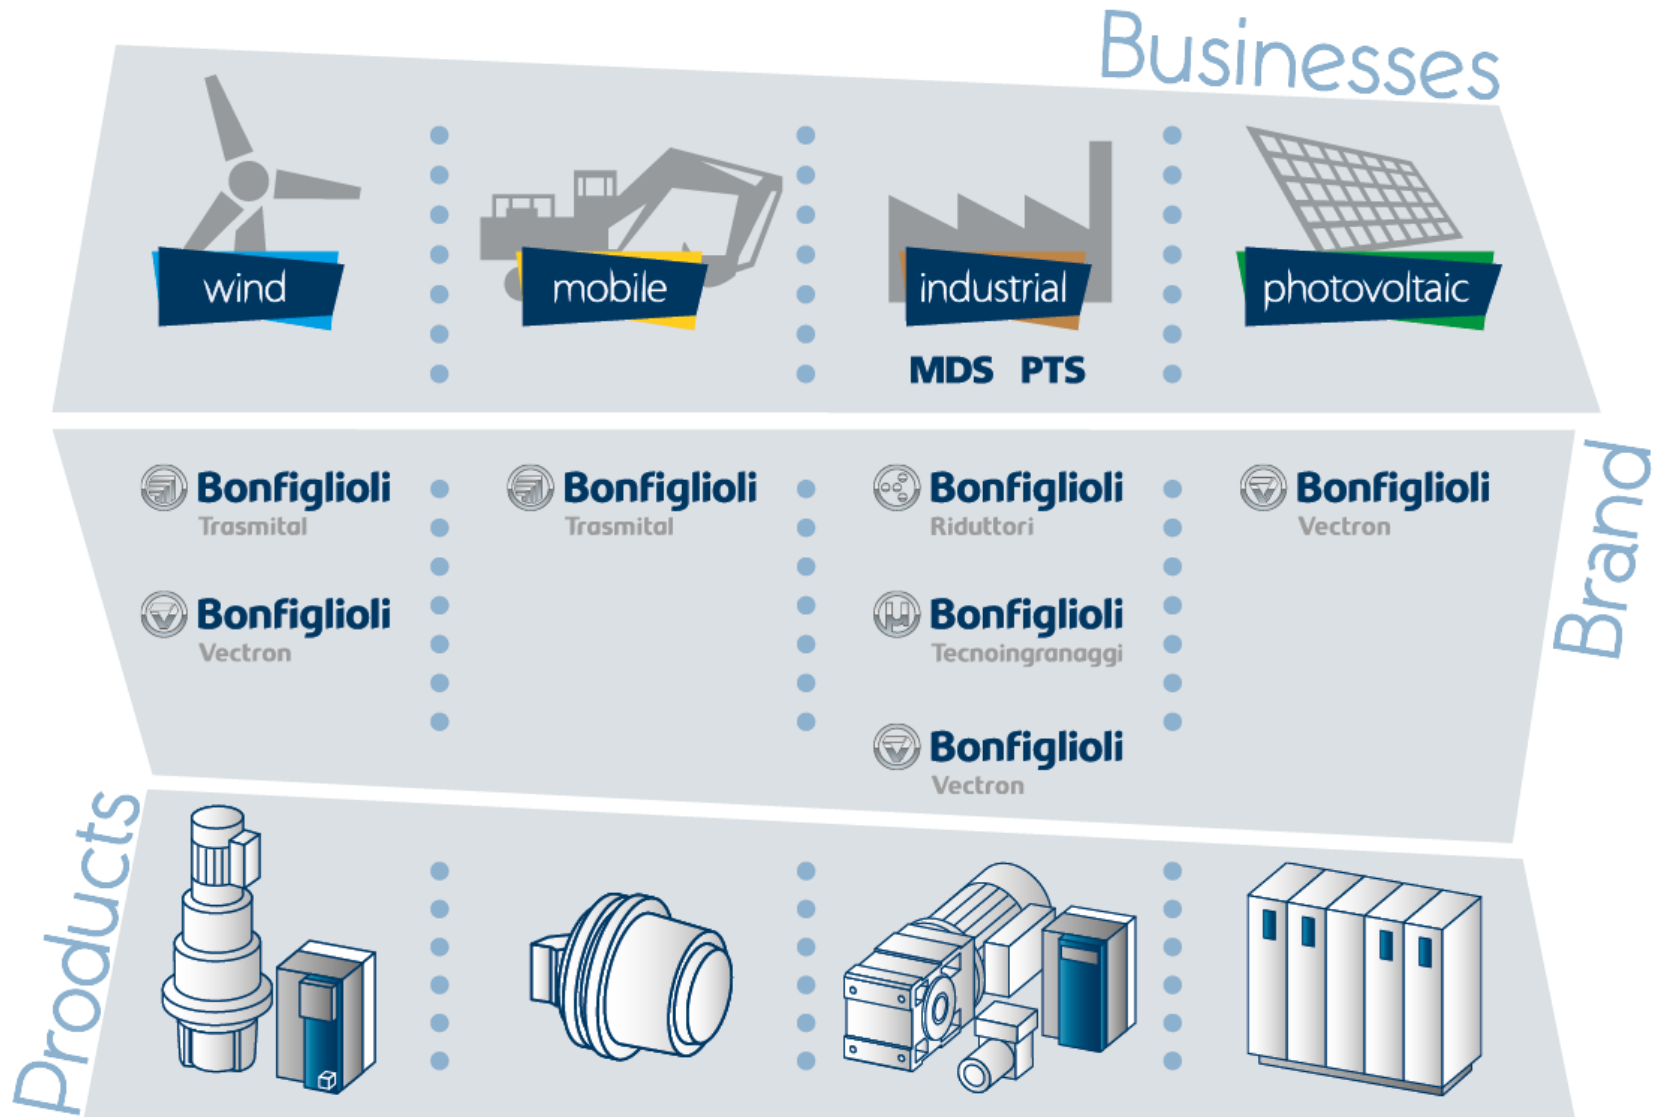 Businesses
wind
mobile
industrial
photovoltaic
MDS PTS
Brand
Bonfiglioli
Trasmital
Bonfiglioli
Trasmital
Bonfiglioli
Riduttori
Bonfiglioli
Vectron
Bonfiglioli
Vectron
Bonfiglioli
Tecnoingranaggi
Bonfiglioli
Vectron
Products